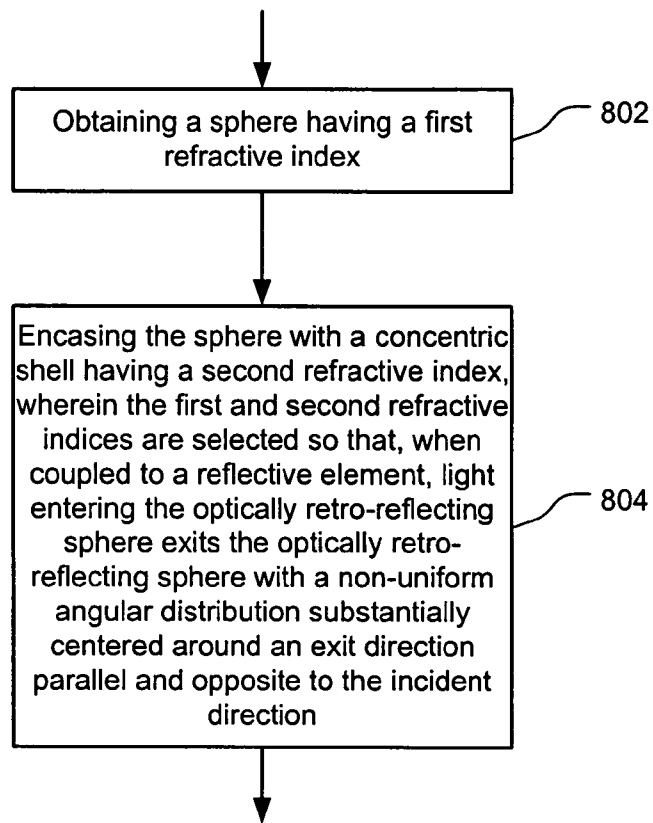 Obtaining a sphere having a first
refractive index
802
Encasing the sphere with a concentric
shell having a second refractive index,
wherein the first and second refractive
indices are selected so that, when
coupled to a reflective element, light
entering the optically retro-reflecting
sphere exits the optically retro-
reflecting sphere with a non-uniform
angular distribution substantially
centered around an exit direction
parallel and opposite to the incident
direction
804